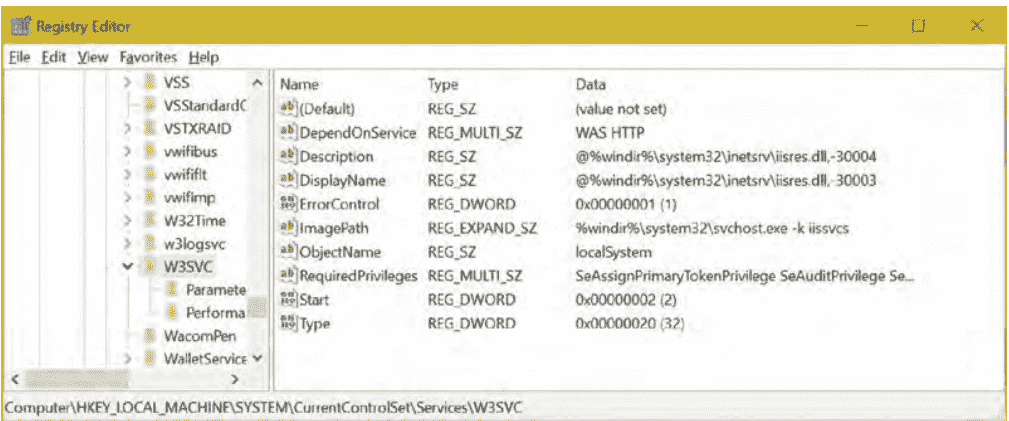 Registry Editor
File Edit View Favorites Help
VSS
VSStandardC
VSTXRAID
vwifibus
vwififlt
vwifimp
W32Time
w3logsvc
W3SVC
Paramete
Performa
WacomPen
WalletService
Name Type Data
(Default) REG_SZ (value not set)
DependOnService REG_MULTI_SZ WAS HTTP
Description REG_SZ @%windir%\system32\inetsrv\iisres.dll,-30004
DisplayName REG_SZ @%windir%\system32\inetsrv\iisres.dll,-30003
ErrorControl REG_DWORD 0x00000001 (1)
ImagePath REG_EXPAND_SZ %windir%\system32\svchost.exe -k iissvcs
ObjectName REG_SZ localSystem
RequiredPrivileges REG_MULTI_SZ SeAssignPrimaryTokenPrivilege SeAuditPrivilege Se...
Start REG_DWORD 0x00000002 (2)
Type REG_DWORD 0x00000020 (32)
Computer\HKEY_LOCAL_MACHINE\SYSTEM\CurrentControlSet\Services\W3SVC